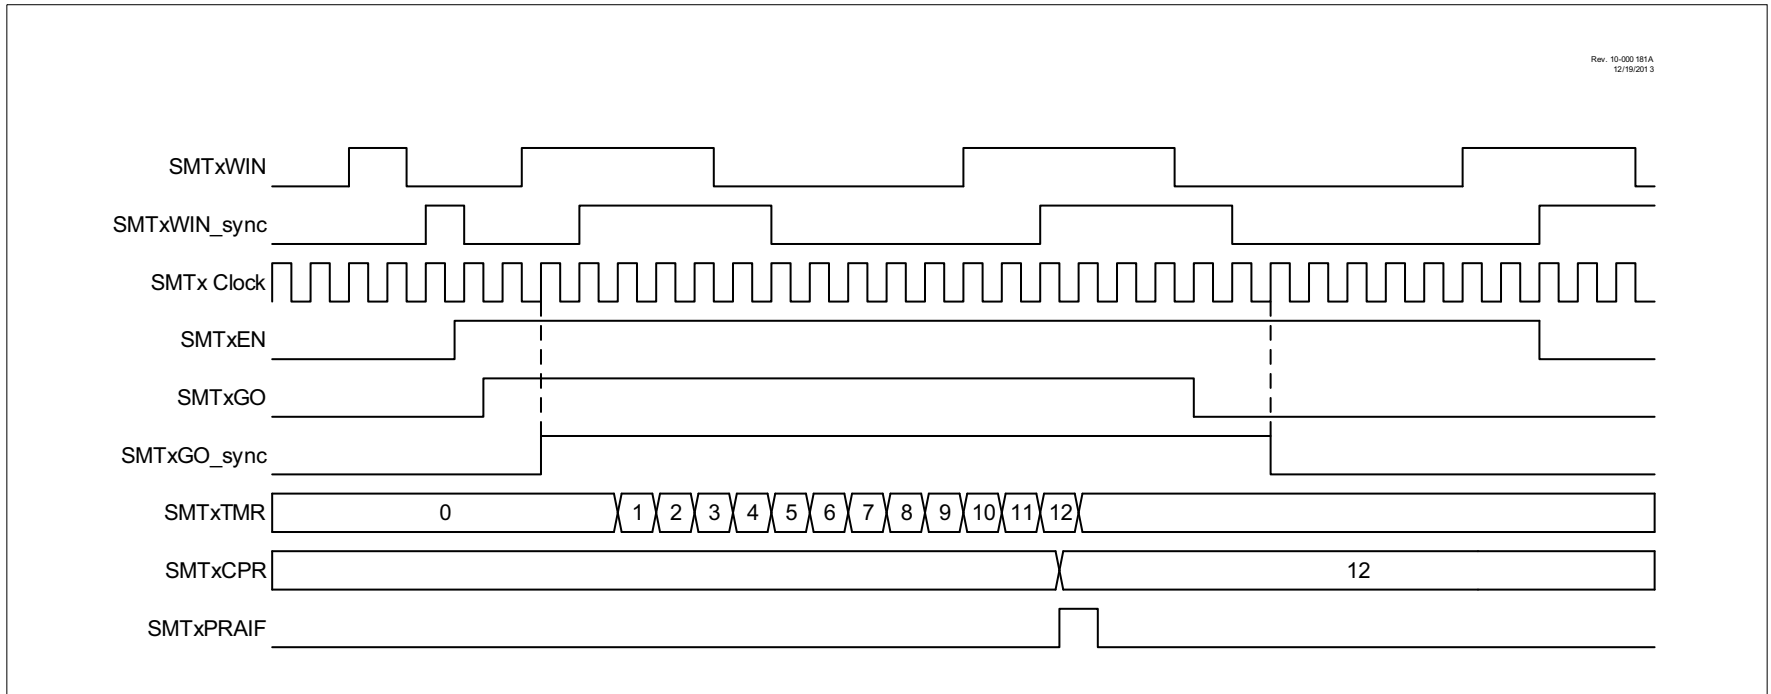 Rev. 10-000 181A
12/19/201 3
SMTxWIN
SMTxWIN_sync
SMTx Clock
SMTxEN
SMTxGO
SMTxGO_sync
SMTxTMR 0 1 2 3 4 5 6 7 8 9 10 11 12
SMTxCPR 12
SMTxPRAIF